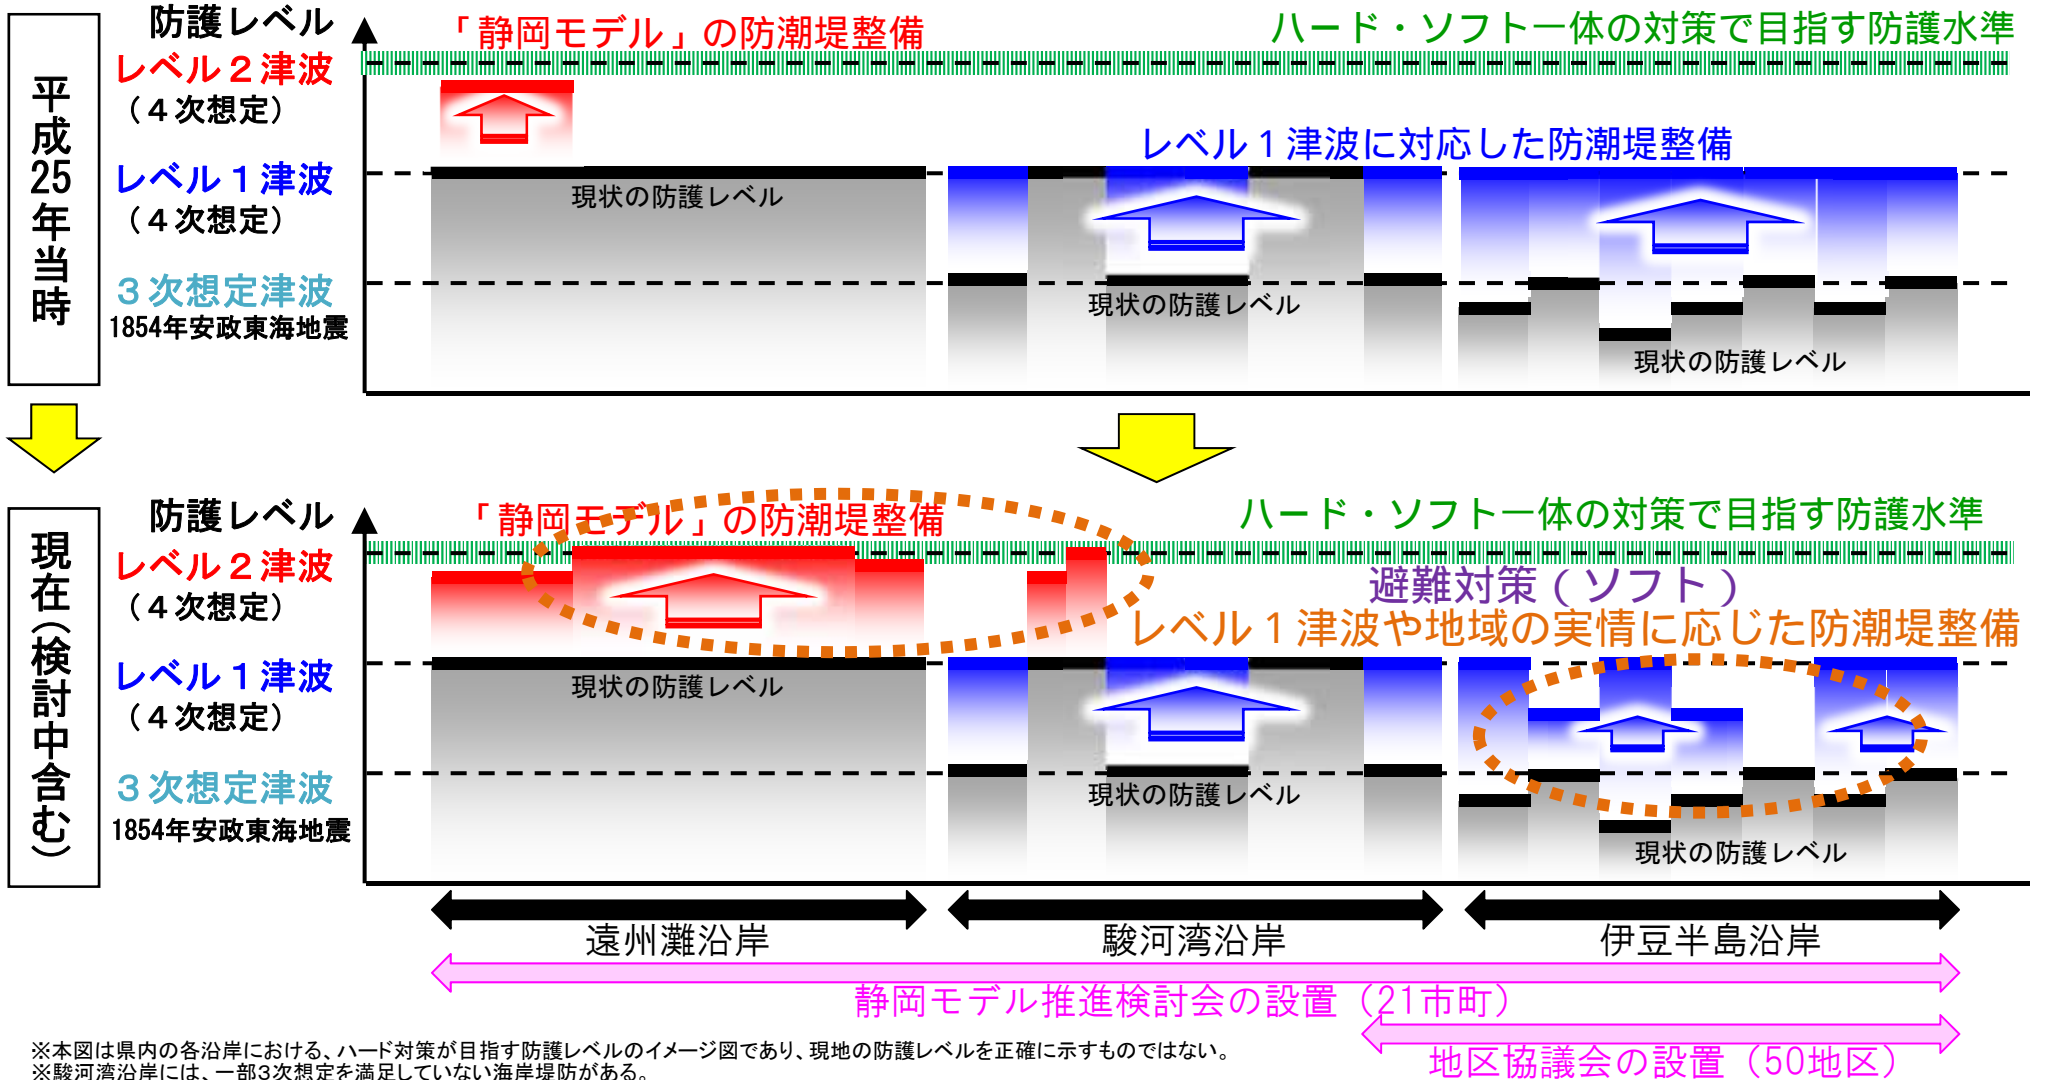 防護レベル
「静岡モデル」の防潮堤整備
ハード・ソフト一体の対策で目指す防護水準
平成25年当時
レベル２津波
（４次想定）
レベル１津波に対応した防潮堤整備
レベル１津波
（４次想定）
現状の防護レベル
３次想定津波
1854年安政東海地震
現状の防護レベル
現状の防護レベル
防護レベル
「静岡モデル」の防潮堤整備
ハード・ソフト一体の対策で目指す防護水準
現在（検討中含む）
レベル２津波
（４次想定）
避難対策（ソフト）
レベル１津波や地域の実情に応じた防潮堤整備
レベル１津波
（４次想定）
現状の防護レベル
３次想定津波
1854年安政東海地震
現状の防護レベル
現状の防護レベル
遠州灘沿岸
駿河湾沿岸
伊豆半島沿岸
静岡モデル推進検討会の設置（21市町）
地区協議会の設置（50地区）
※本図は県内の各沿岸における、ハード対策が目指す防護レベルのイメージ図であり、現地の防護レベルを正確に示すものではない。
※駿河湾沿岸には、一部3次想定を満足していない海岸堤防がある。